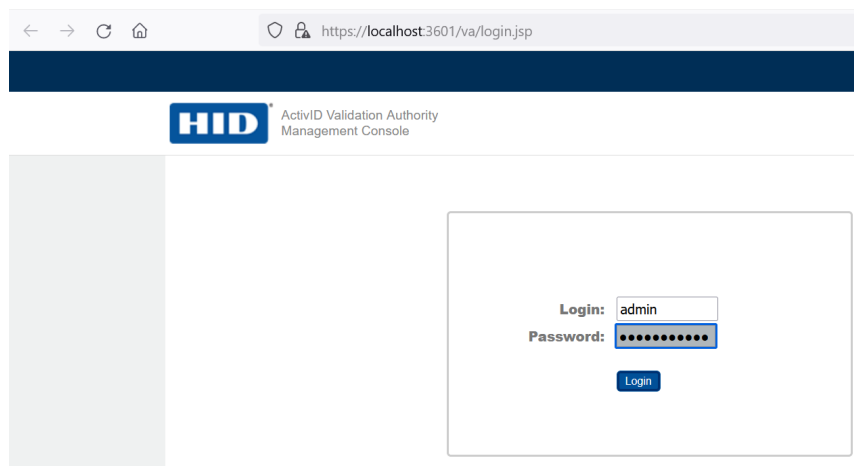 https://localhost:3601/va/login.jsp
HID ActivID Validation Authority
Management Console
Login: admin
Password: ●●●●●●●●●●●
Login